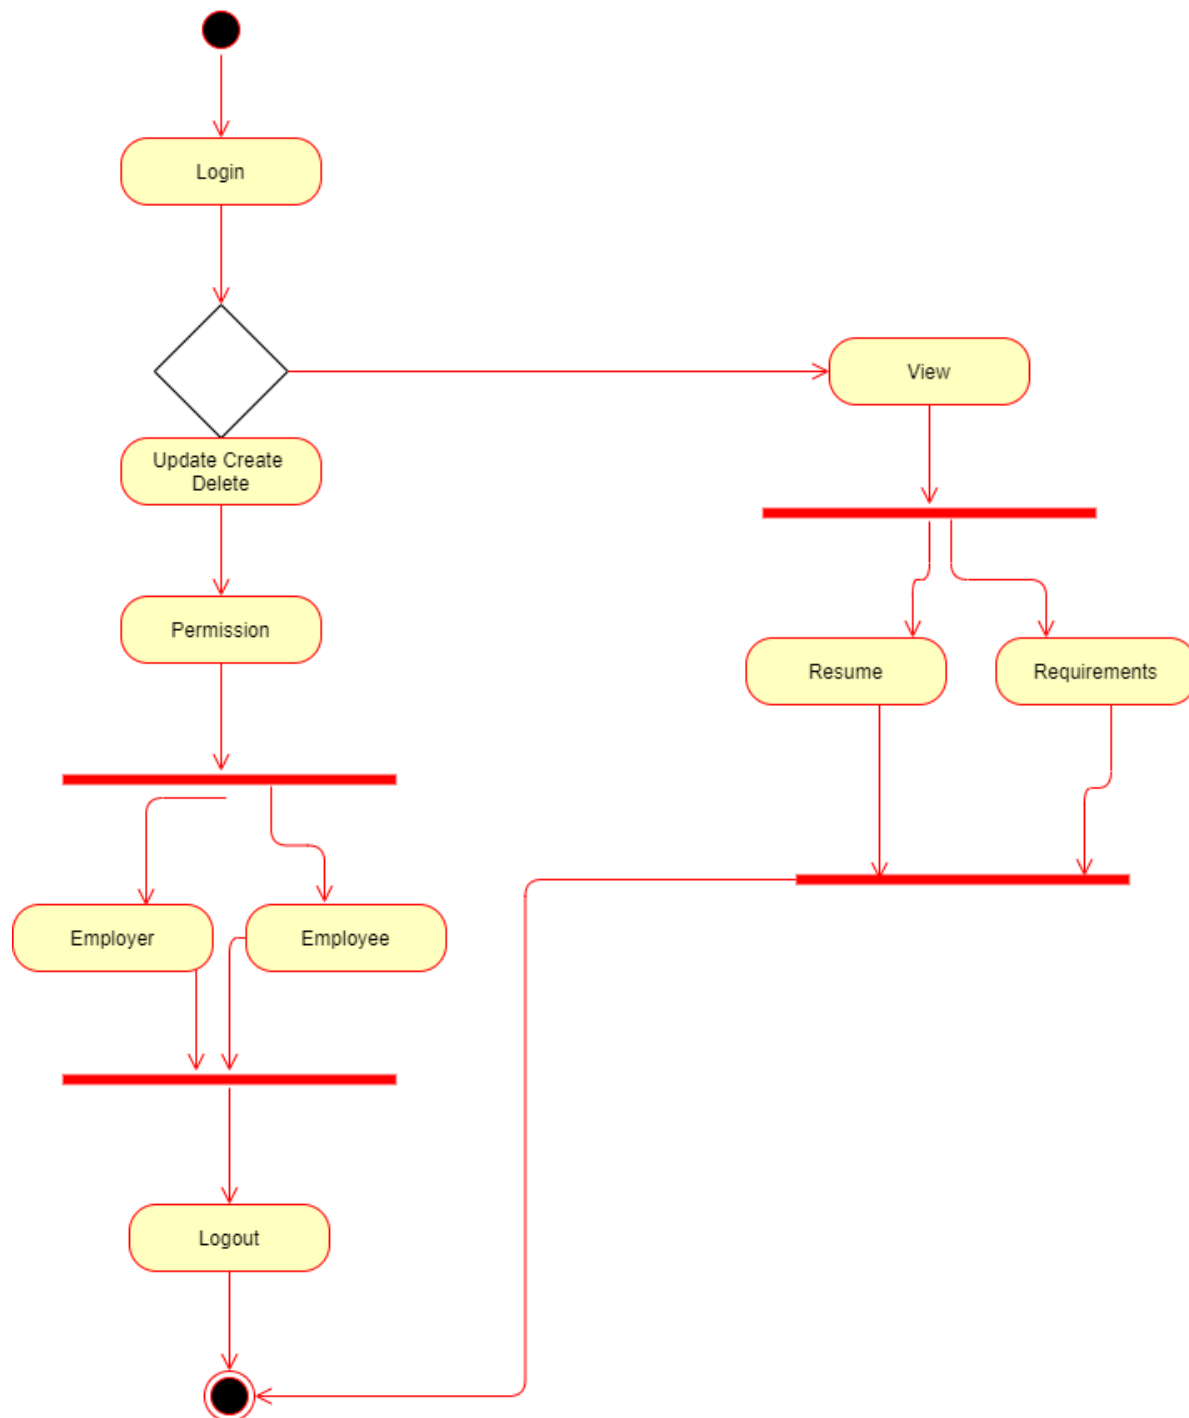 Login
View
Update Create
Delete
Permission
Resume
Requirements
Employer
Employee
Logout